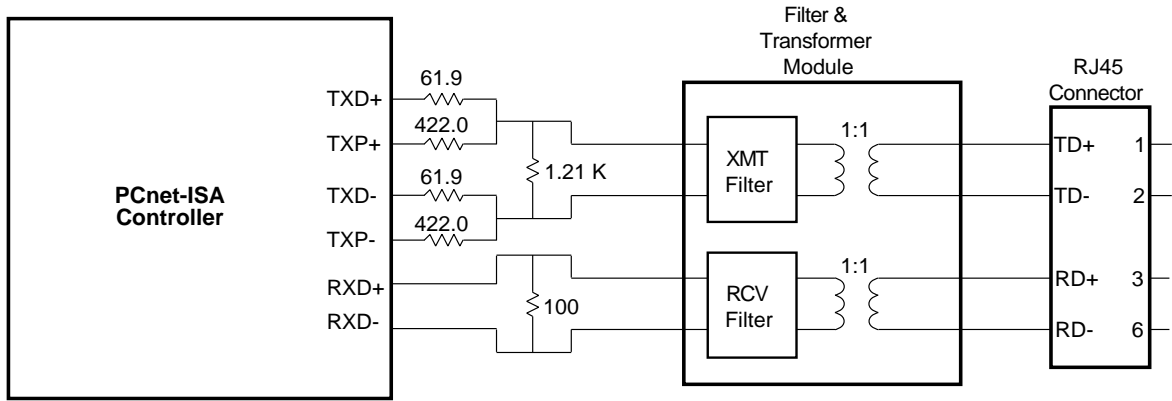 Filter &
Transformer
Module
RJ45
Connector
PCnet-ISA
Controller
TXD+
61.9
TXP+
422.0
TXD-
61.9
TXP-
422.0
RXD+
RXD-
1.21 K
100
XMT
Filter
1:1
RCV
Filter
1:1
TD+ 1
TD- 2
RD+ 3
RD- 6